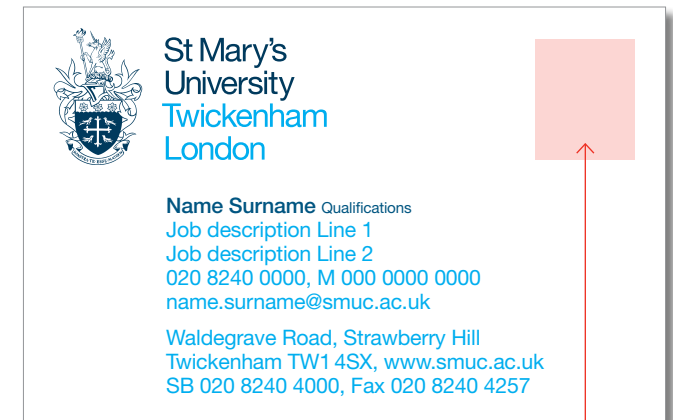 St Mary's
University
Twickenham
London
Name Surname Qualifications
Job description Line 1
Job description Line 2
020 8240 0000, M 000 0000 0000
name.surname@smuc.ac.uk
Waldegrave Road, Strawberry Hill
Twickenham TW1 4SX, www.smuc.ac.uk
SB 020 8240 4000, Fax 020 8240 4257